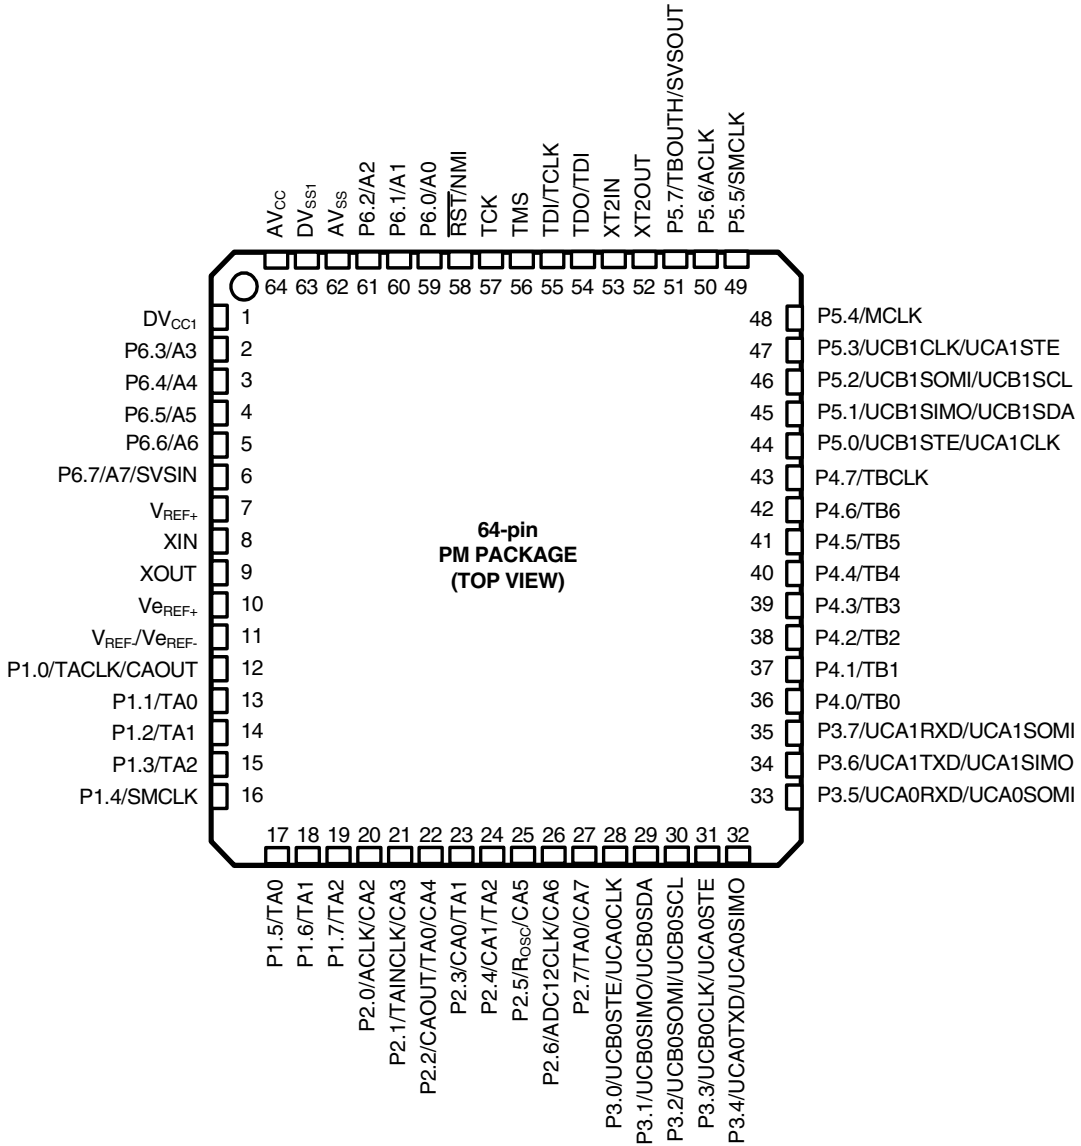 AVCC
DVSS1
AVSS
P6.2/A2
P6.1/A1
P6.0/A0
RST/NMI
TCK
TMS
TDI/TCLK
TDO/TDI
XT2IN
XT2OUT
P5.7/TBOUTH/SVSOUT
P5.6/ACLK
P5.5/SMCLK
64 63 62 61 60 59 58 57 56 55 54 53 52 51 50 49
DVCC1 1
P6.3/A3 2
P6.4/A4 3
P6.5/A5 4
P6.6/A6 5
P6.7/A7/SVSIN 6
VREF+ 7
XIN 8
XOUT 9
VeREF+ 10
VREF-/VeREF- 11
P1.0/TACLK/CAOUT 12
P1.1/TA0 13
P1.2/TA1 14
P1.3/TA2 15
P1.4/SMCLK 16
64-pin
PM PACKAGE
(TOP VIEW)
48 P5.4/MCLK
47 P5.3/UCB1CLK/UCA1STE
46 P5.2/UCB1SOMI/UCB1SCL
45 P5.1/UCB1SIMO/UCB1SDA
44 P5.0/UCB1STE/UCA1CLK
43 P4.7/TBCLK
42 P4.6/TB6
41 P4.5/TB5
40 P4.4/TB4
39 P4.3/TB3
38 P4.2/TB2
37 P4.1/TB1
36 P4.0/TB0
35 P3.7/UCA1RXD/UCA1SOMI
34 P3.6/UCA1TXD/UCA1SIMO
33 P3.5/UCA0RXD/UCA0SOMI
17 18 19 20 21 22 23 24 25 26 27 28 29 30 31 32
P1.5/TA0
P1.6/TA1
P1.7/TA2
P2.0/ACLK/CA2
P2.1/TAINCLK/CA3
P2.2/CAOUT/TA0/CA4
P2.3/CA0/TA1
P2.4/CA1/TA2
P2.5/ROSC/CA5
P2.6/ADC12CLK/CA6
P2.7/TA0/CA7
P3.0/UCB0STE/UCA0CLK
P3.1/UCB0SIMO/UCB0SDA
P3.2/UCB0SOMI/UCB0SCL
P3.3/UCB0CLK/UCA0STE
P3.4/UCA0TXD/UCA0SIMO